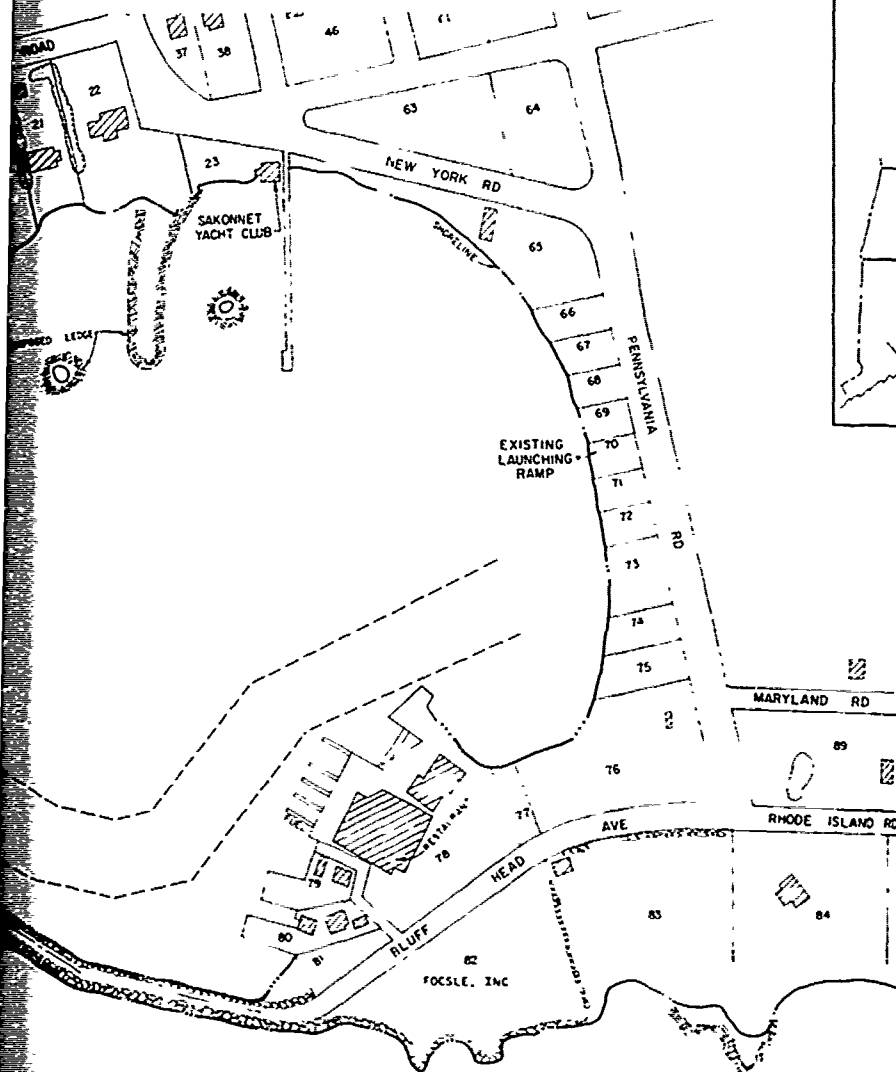 ROAD
37
38
46
22
21
63
64
23
NEW YORK RD
SAKONNET
YACHT CLUB
SHORELINE
65
66
LEDGE
67
PENNSYLVANIA
68
69
EXISTING
LAUNCHING
RAMP
70
71
72
RD
73
74
75
MARYLAND RD
76
89
77
AVE
RHODE ISLAND RD
78
HEAD
79
80
81
BLUFF
82
FOCSLE, INC
83
84